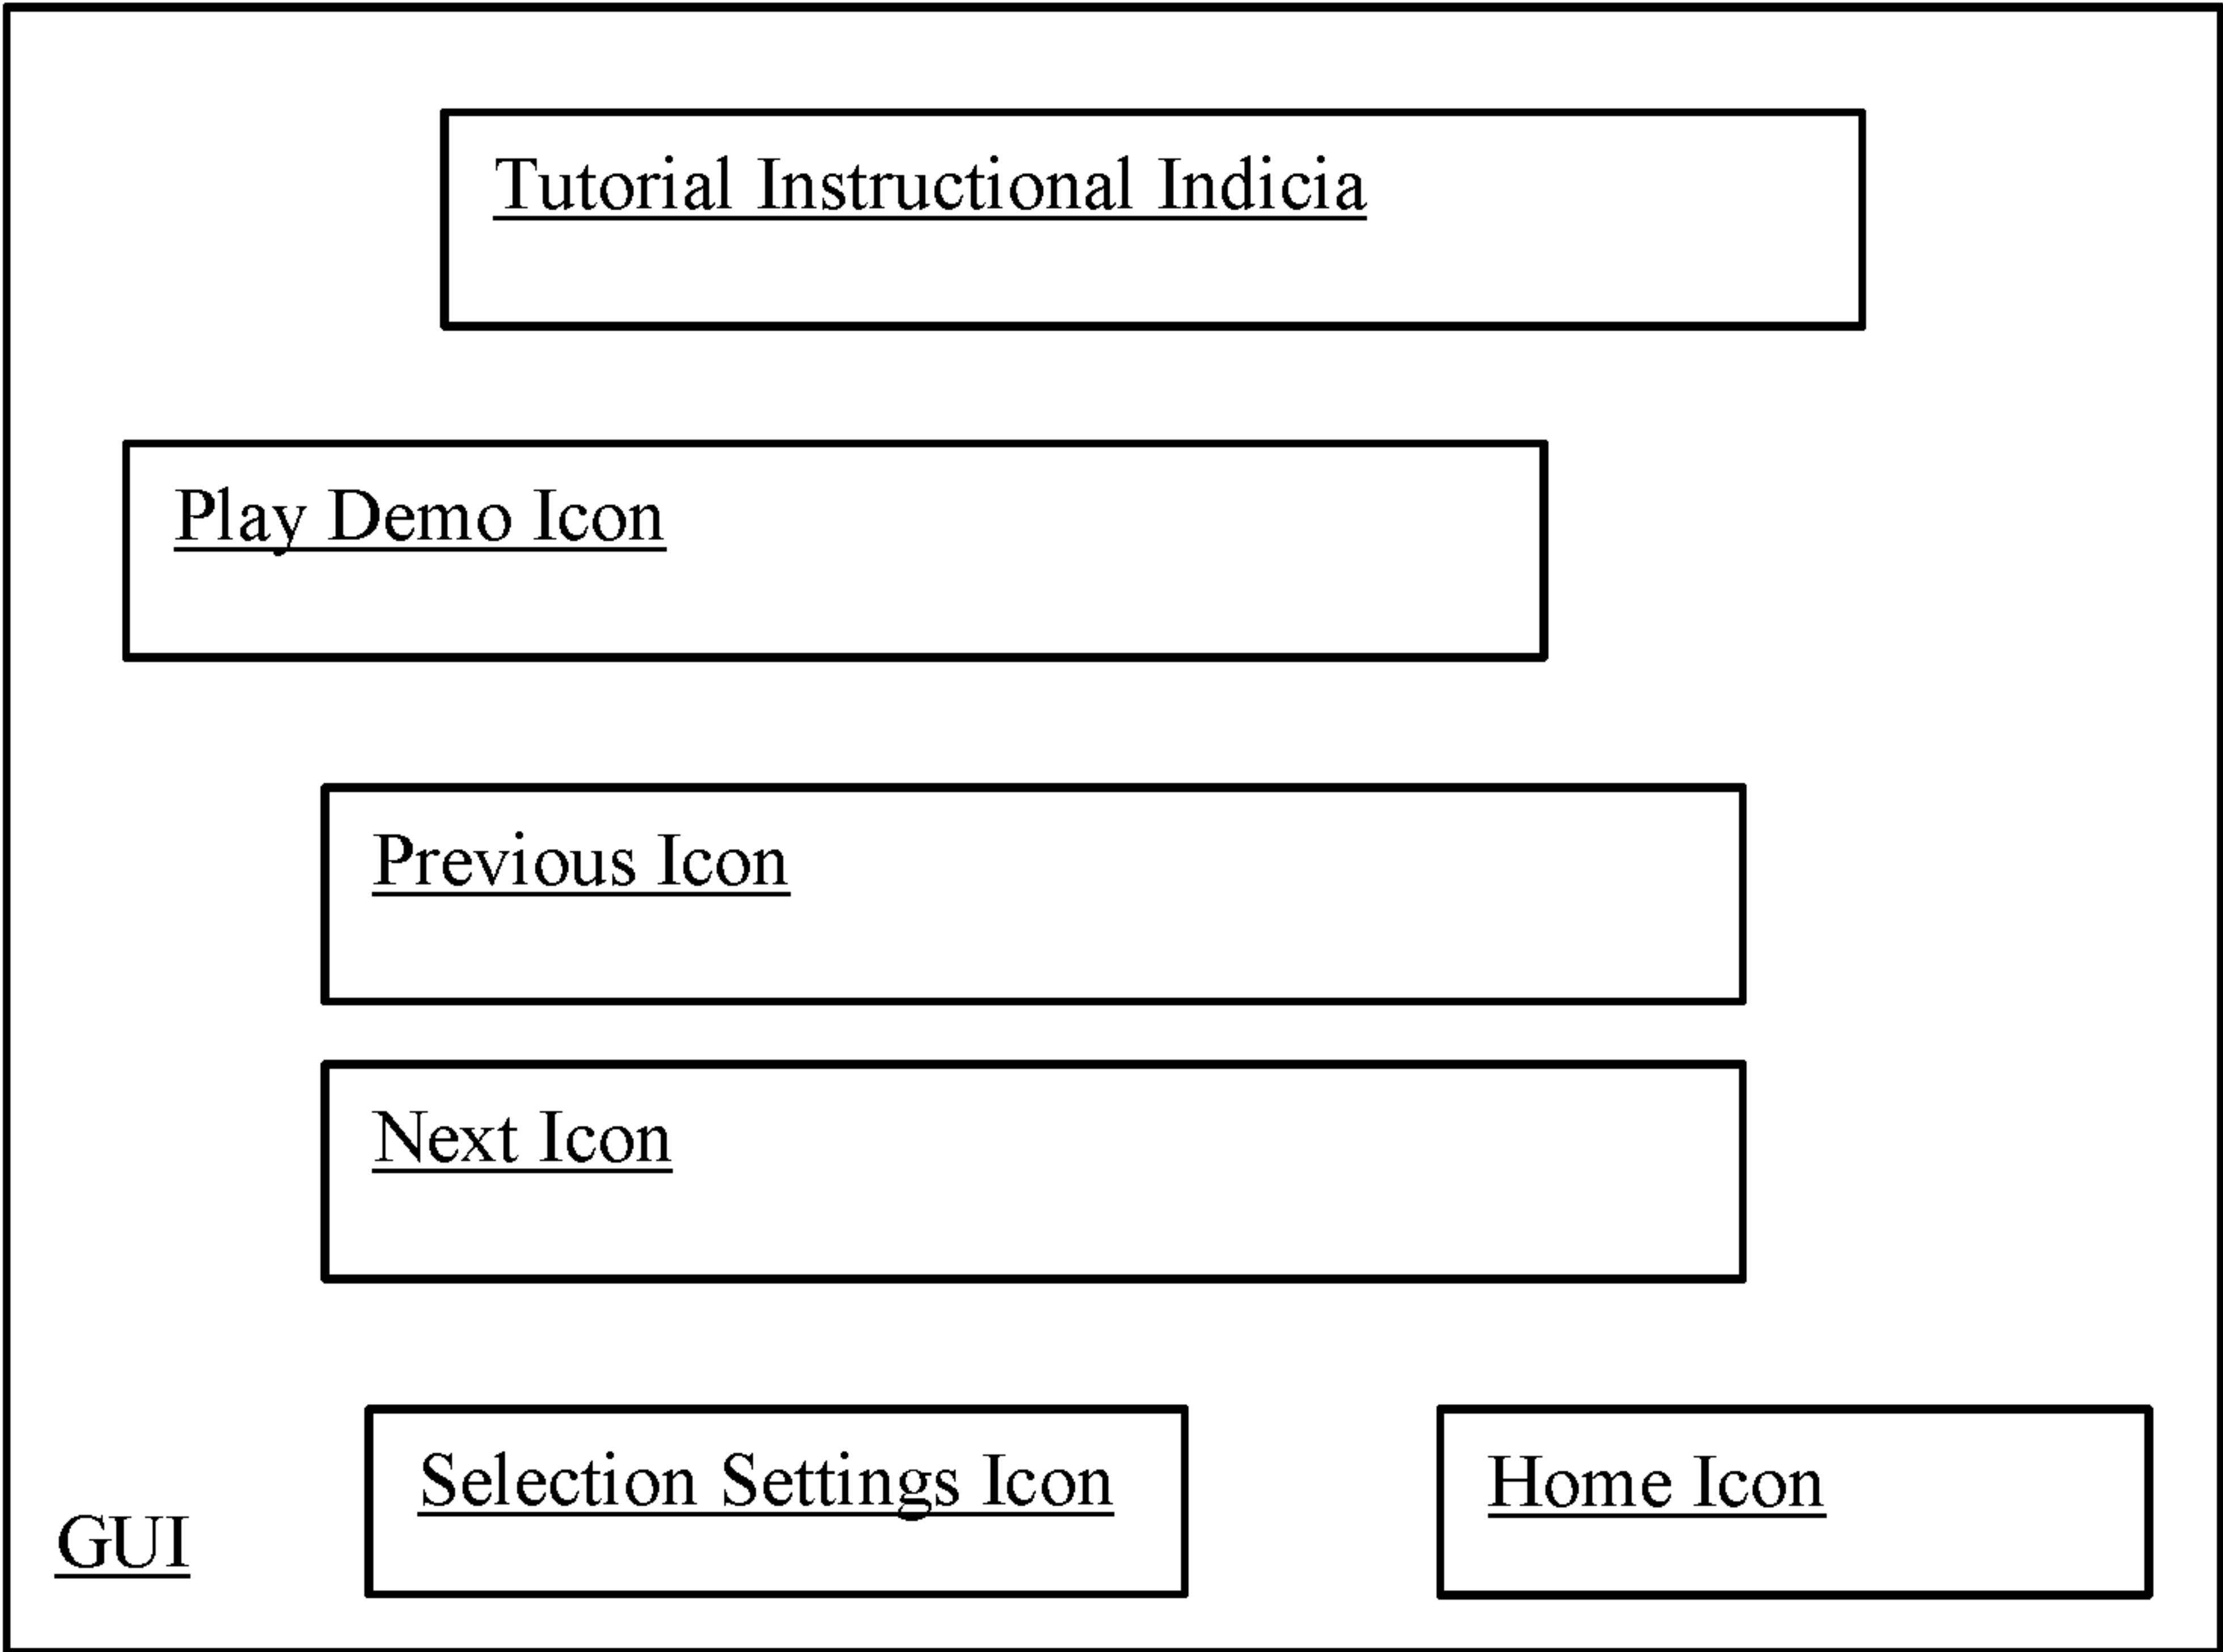 Tutorial Instructional Indicia
Play Demo Icon
Previous Icon
Next Icon
Selection Settings Icon
Home Icon
GUI